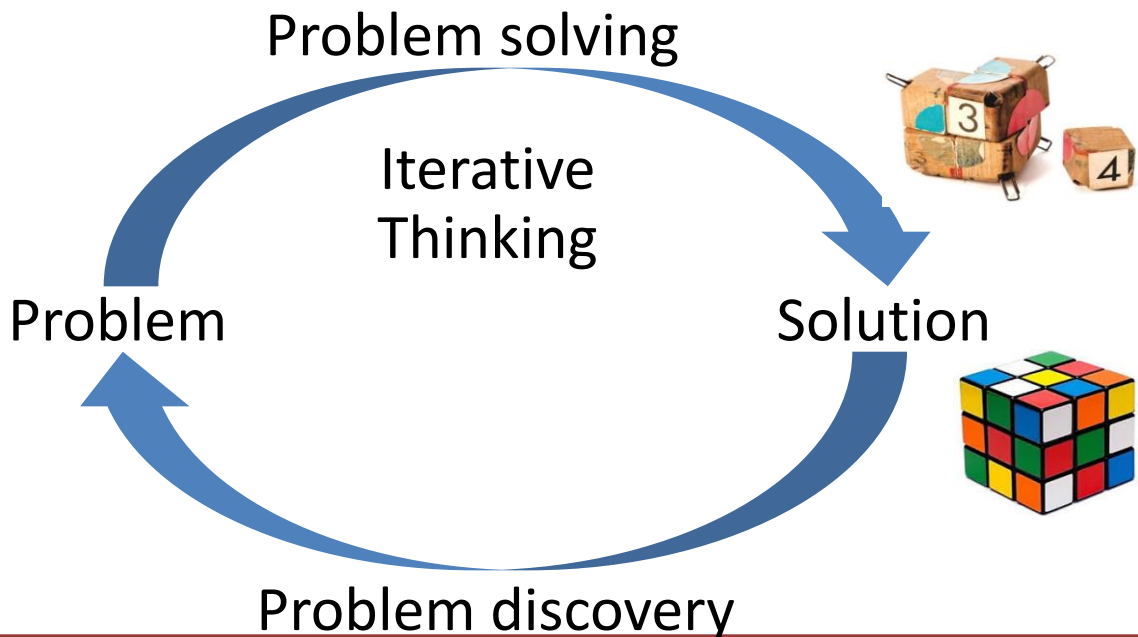 Problem solving
Iterative
Thinking
3
4
Problem
Solution
Problem discovery